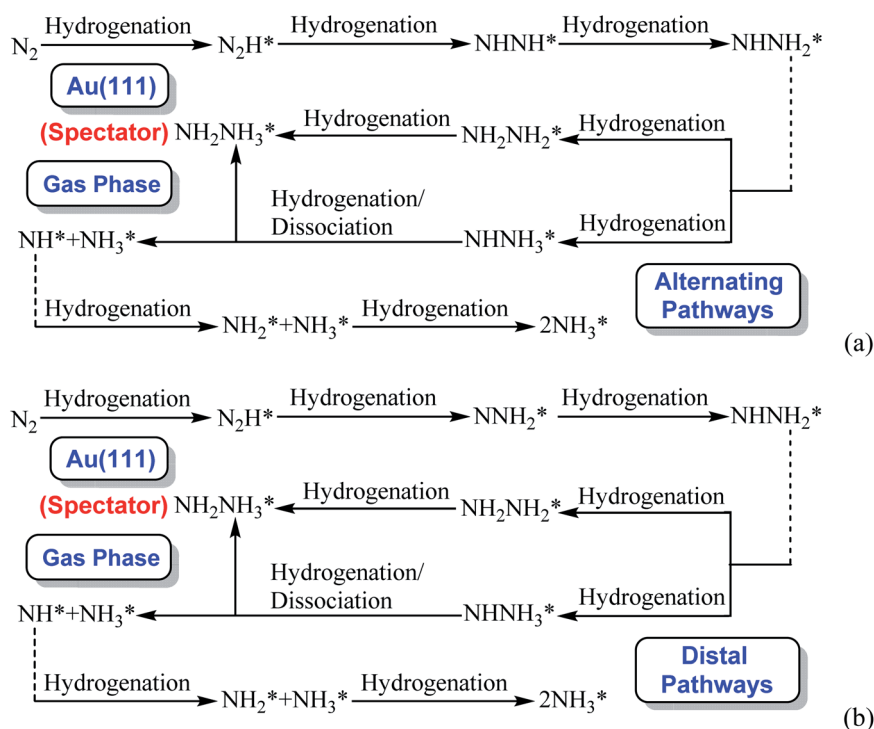 N₂ Hydrogenation N₂H* Hydrogenation NHNH* Hydrogenation NHNH₂*
Au(111)
(Spectator) NH₂NH₃* Hydrogenation NH₂NH₂* Hydrogenation
Gas Phase
Hydrogenation/
Dissociation
NH*+NH₃* NHNH₃* Hydrogenation
Alternating
Pathways
Hydrogenation NH₂*+NH₃* Hydrogenation 2NH₃*
(a)
N₂ Hydrogenation N₂H* Hydrogenation NNH₂* Hydrogenation NHNH₂*
Au(111)
(Spectator) NH₂NH₃* Hydrogenation NH₂NH₂* Hydrogenation
Gas Phase
Hydrogenation/
Dissociation
NH*+NH₃* NHNH₃* Hydrogenation
Distal
Pathways
Hydrogenation NH₂*+NH₃* Hydrogenation 2NH₃*
(b)